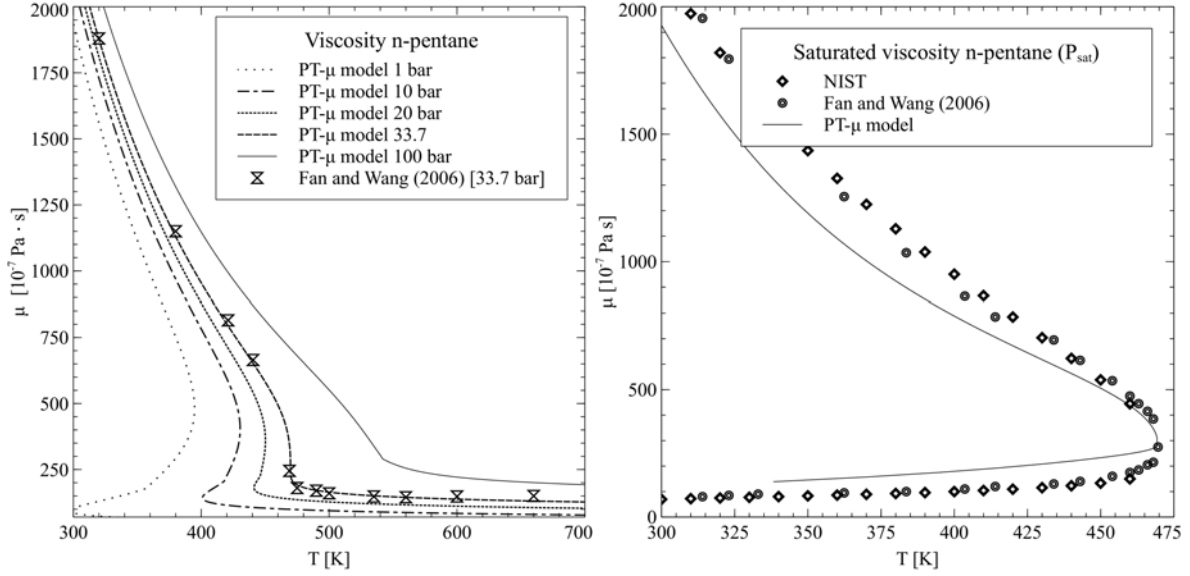 2000
1750
1500
1250
1000
750
500
250
μ [10⁻⁷ Pa · s]
300
400
500
600
700
T [K]
Viscosity n-pentane
PT-μ model 1 bar
PT-μ model 10 bar
PT-μ model 20 bar
PT-μ model 33.7
PT-μ model 100 bar
Fan and Wang (2006) [33.7 bar]
2000
1500
1000
500
0
μ [10⁻⁷ Pa s]
300
325
350
375
400
425
450
475
T [K]
Saturated viscosity n-pentane (Pₛₐₜ)
NIST
Fan and Wang (2006)
PT-μ model